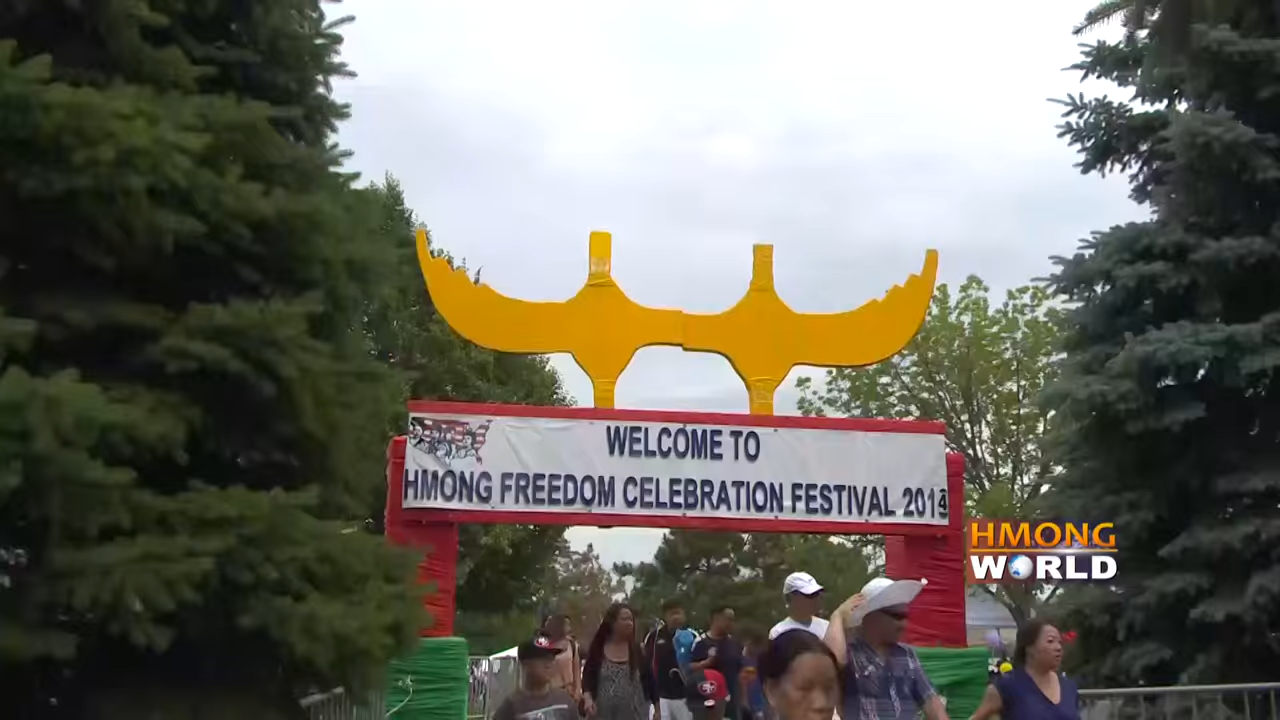 WELCOME TO
HMONG FREEDOM CELEBRATION FESTIVAL 2014
HMONG
WORLD